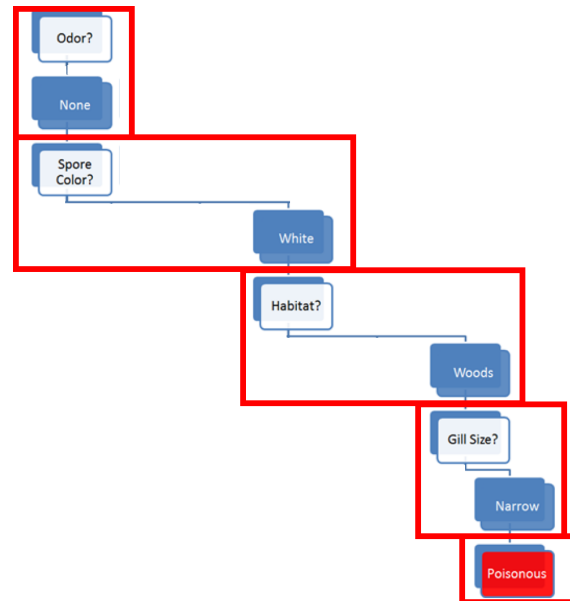 Odor?
None
Spore
Color?
White
Habitat?
Woods
Gill Size?
Narrow
Poisonous